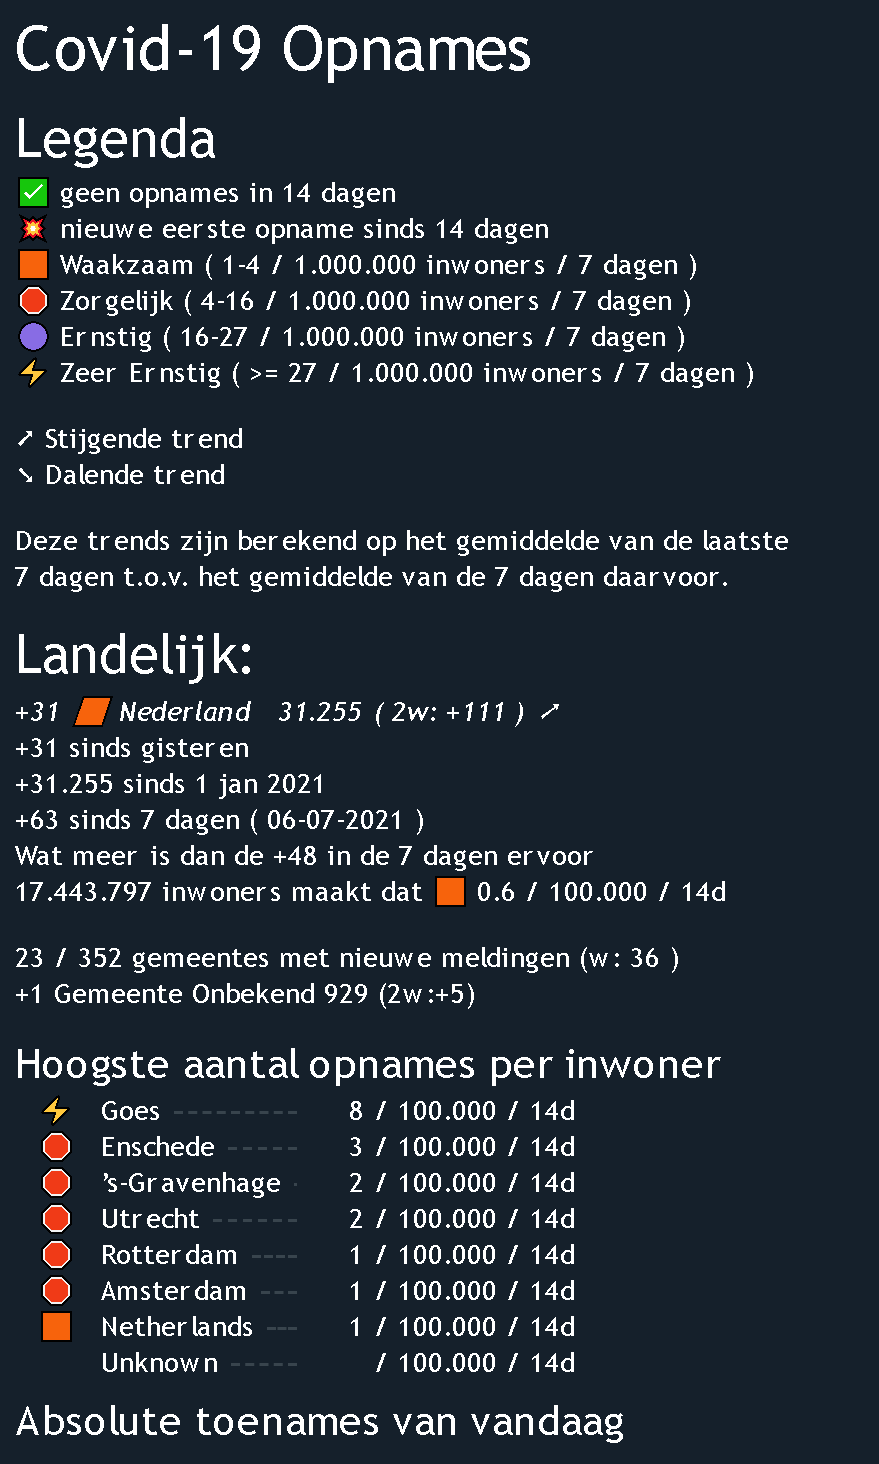 Covid-19 Opnames
Legenda
✅ geen opnames in 14 dagen
💥 nieuwe eerste opname sinds 14 dagen
🟧 Waakzaam ( 1-4 / 1.000.000 inwoners / 7 dagen )
🛑 Zorgelijk ( 4-16 / 1.000.000 inwoners / 7 dagen )
🟣 Ernstig ( 16-27 / 1.000.000 inwoners / 7 dagen )
⚡ Zeer Ernstig ( >= 27 / 1.000.000 inwoners / 7 dagen )
➚ Stijgende trend
➘ Dalende trend
Deze trends zijn berekend op het gemiddelde van de laatste
7 dagen t.o.v. het gemiddelde van de 7 dagen daarvoor.
Landelijk:
+31 🟧 Nederland 31.255 ( 2w: +111 ) ➚
+31 sinds gisteren
+31.255 sinds 1 jan 2021
+63 sinds 7 dagen ( 06-07-2021 )
Wat meer is dan de +48 in de 7 dagen ervoor
17.443.797 inwoners maakt dat 🟧 0.6 / 100.000 / 14d
23 / 352 gemeentes met nieuwe meldingen (w: 36 )
+1 Gemeente Onbekend 929 (2w:+5)
Hoogste aantal opnames per inwoner
⚡ Goes --------- 8 / 100.000 / 14d
🛑 Enschede ----- 3 / 100.000 / 14d
🛑 's-Gravenhage · 2 / 100.000 / 14d
🛑 Utrecht ------ 2 / 100.000 / 14d
🛑 Rotterdam ---- 1 / 100.000 / 14d
🛑 Amsterdam --- 1 / 100.000 / 14d
🟧 Netherlands --- 1 / 100.000 / 14d
Unknown ----- / 100.000 / 14d
Absolute toenames van vandaag